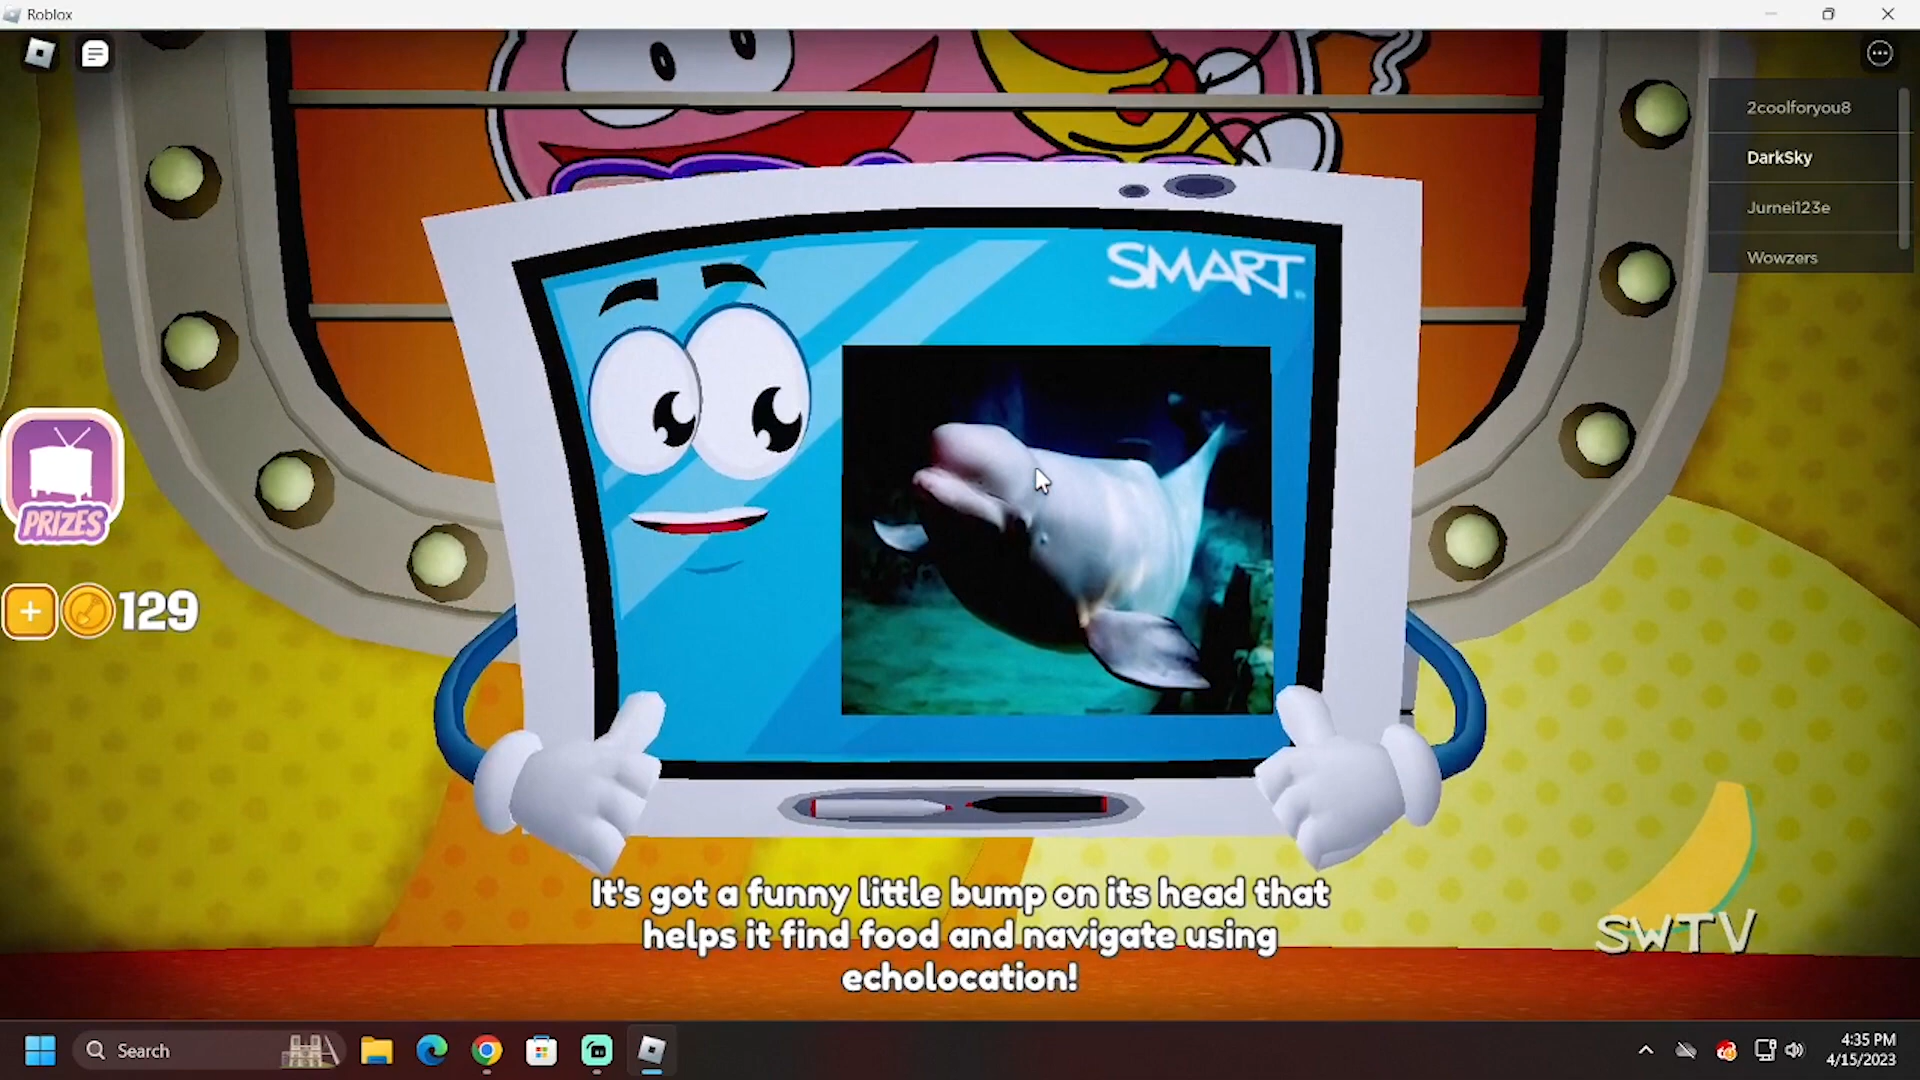 Roblox
2coolforyou8
DarkSky
Jurnei123e
Wowzers
SMART
PRIZES
+ 129
It's got a funny little bump on its head that
helps it find food and navigate using
echolocation!
SWTV
Search
4:35 PM
4/15/2023